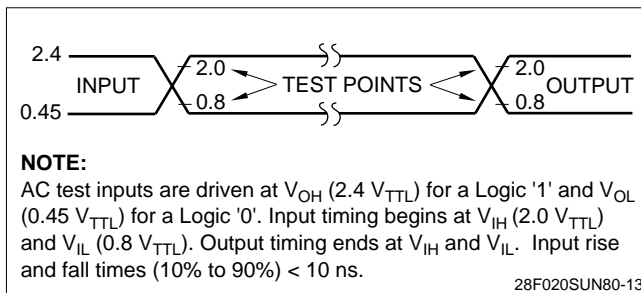 2.4
INPUT
0.45
2.0
0.8
TEST POINTS
2.0
0.8
OUTPUT
NOTE:
AC test inputs are driven at VOH (2.4 VTTL) for a Logic '1' and VOL
(0.45 VTTL) for a Logic '0'. Input timing begins at VIH (2.0 VTTL)
and VIL (0.8 VTTL). Output timing ends at VIH and VIL. Input rise
and fall times (10% to 90%) < 10 ns.
28F020SUN80-13